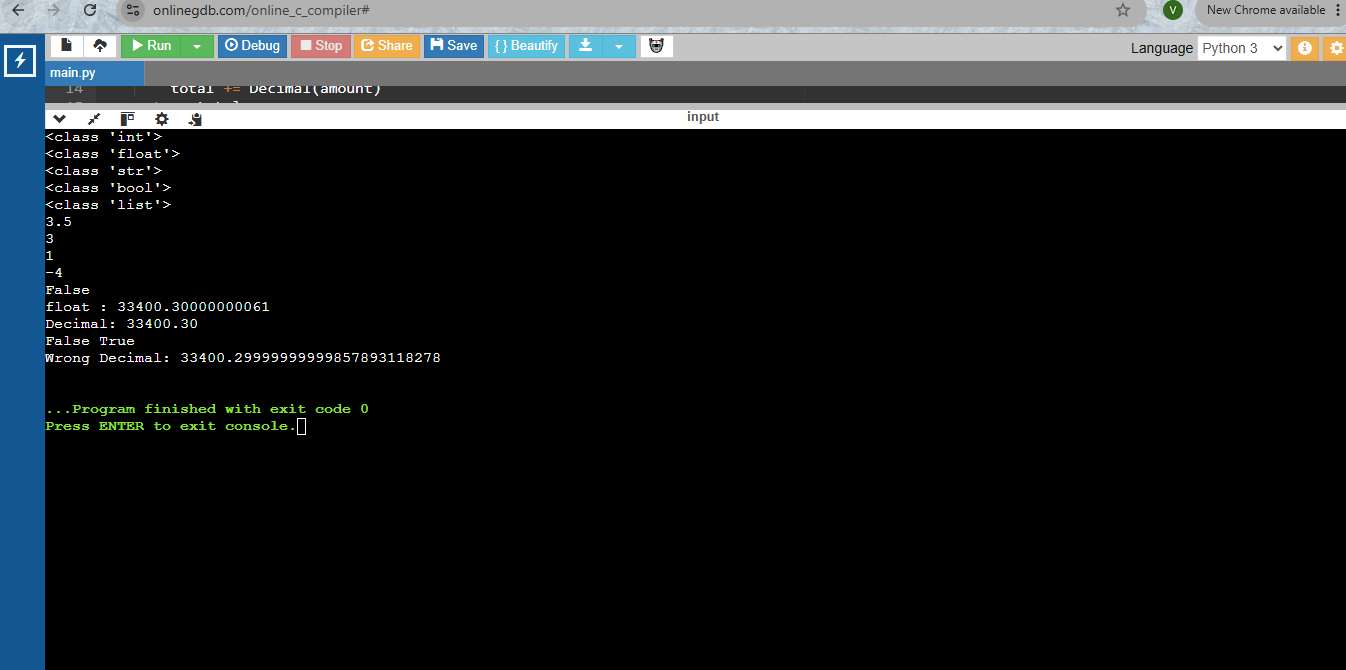 onlinegdb.com/online_c_compiler#
V
New Chrome available
Run
Debug
Stop
Share
Save
{ } Beautify
Language Python 3
main.py
14 total += Decimal(amount)
input
<class 'int'>
<class 'float'>
<class 'str'>
<class 'bool'>
<class 'list'>
3.5
3
1
-4
False
float : 33400.30000000061
Decimal: 33400.30
False True
Wrong Decimal: 33400.29999999999857893118278
...Program finished with exit code 0
Press ENTER to exit console.